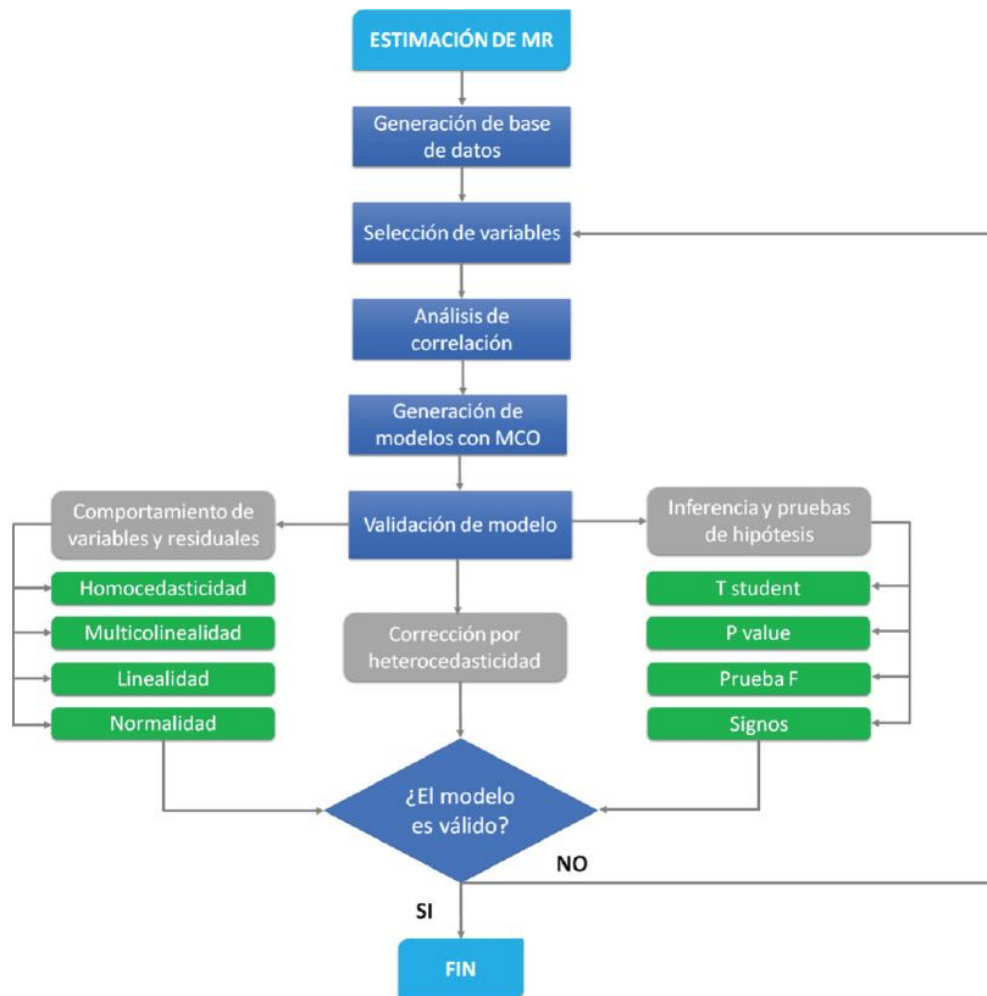 ESTIMACIÓN DE MR
Generación de base
de datos
Selección de variables
Análisis de
correlación
Generación de
modelos con MCO
Comportamiento de
variables y residuales
Validación de modelo
Inferencia y pruebas
de hipótesis
Homocedasticidad
Multicolinealidad
Linealidad
Normalidad
Corrección por
heterocedasticidad
T student
P value
Prueba F
Signos
¿El modelo
es válido?
NO
SI
FIN